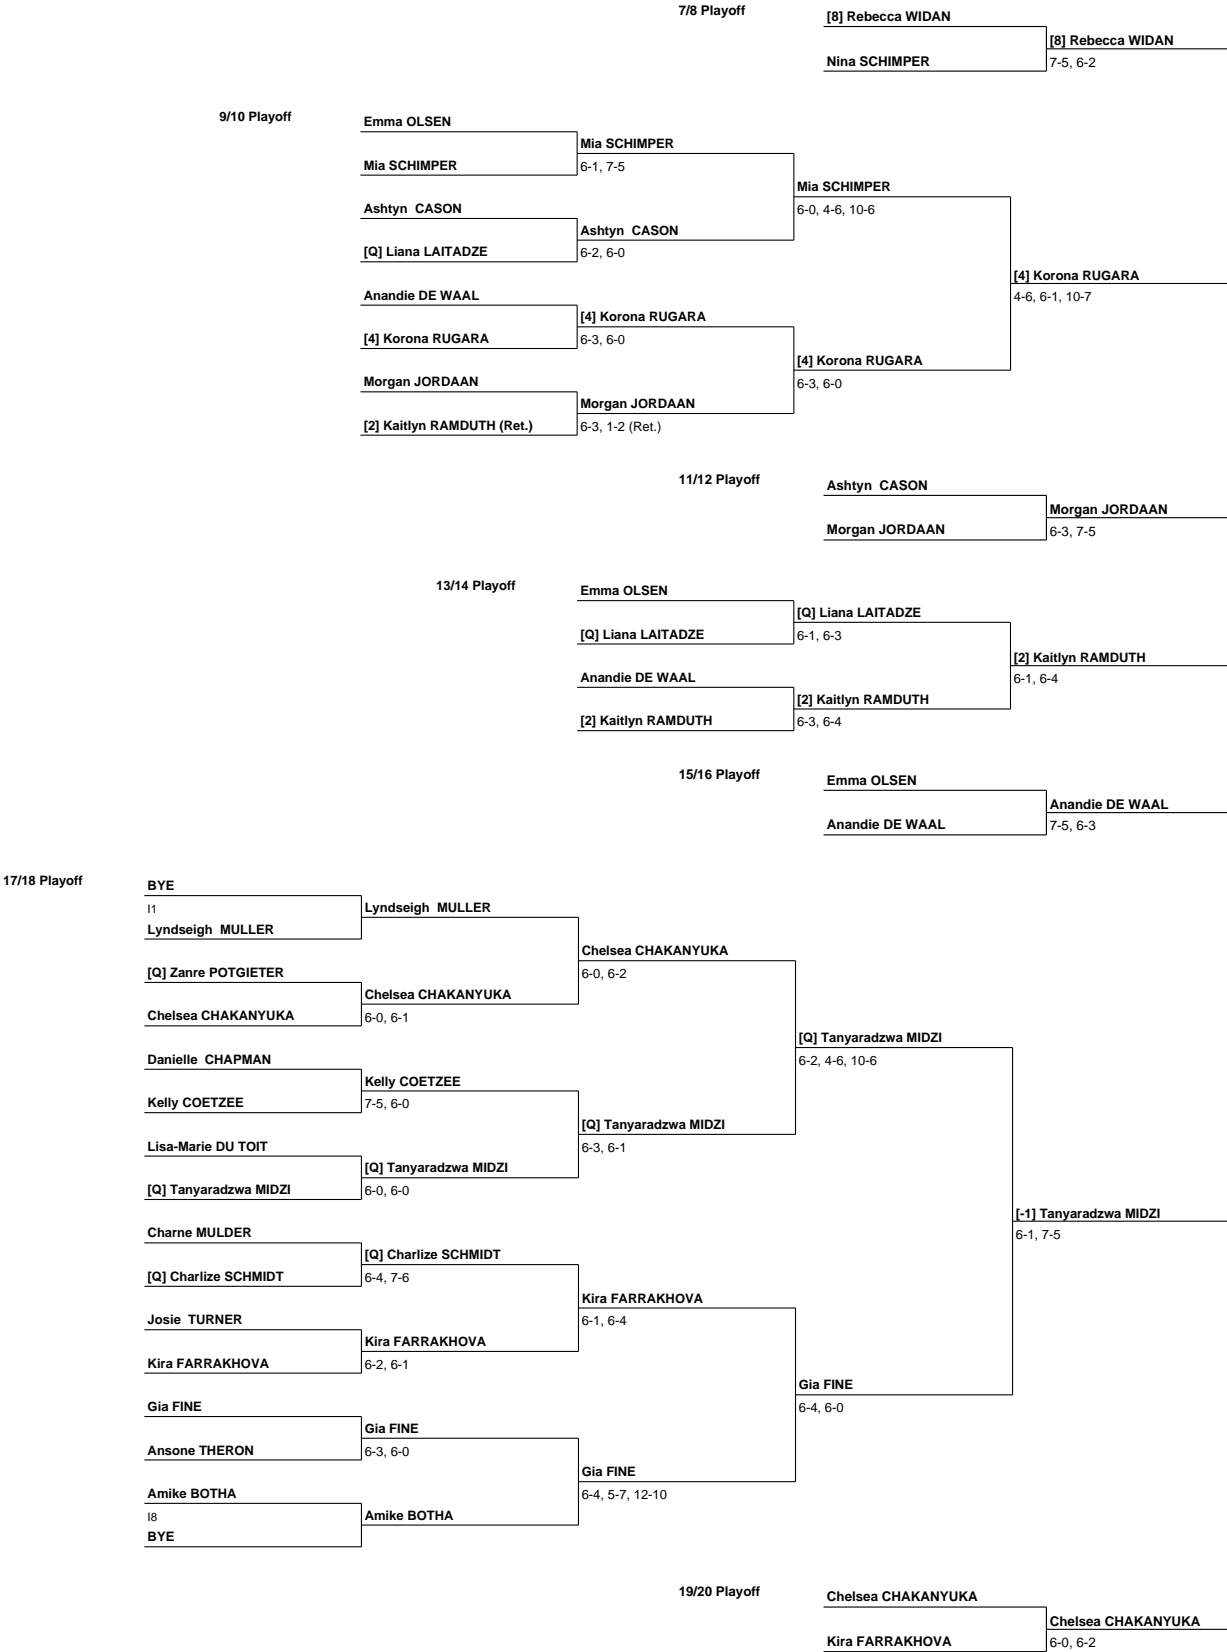 7/8 Playoff
[8] Rebecca WIDAN
[8] Rebecca WIDAN
Nina SCHIMPER
7-5, 6-2
9/10 Playoff
Emma OLSEN
Mia SCHIMPER
Mia SCHIMPER
6-1, 7-5
Mia SCHIMPER
Ashtyn CASON
6-0, 4-6, 10-6
Ashtyn CASON
[Q] Liana LAITADZE
6-2, 6-0
[4] Korona RUGARA
Anandie DE WAAL
4-6, 6-1, 10-7
[4] Korona RUGARA
[4] Korona RUGARA
6-3, 6-0
[4] Korona RUGARA
Morgan JORDAAN
6-3, 6-0
Morgan JORDAAN
[2] Kaitlyn RAMDUTH (Ret.)
6-3, 1-2 (Ret.)
11/12 Playoff
Ashtyn CASON
Morgan JORDAAN
Morgan JORDAAN
6-3, 7-5
13/14 Playoff
Emma OLSEN
[Q] Liana LAITADZE
[Q] Liana LAITADZE
6-1, 6-3
[2] Kaitlyn RAMDUTH
Anandie DE WAAL
6-1, 6-4
[2] Kaitlyn RAMDUTH
[2] Kaitlyn RAMDUTH
6-3, 6-4
15/16 Playoff
Emma OLSEN
Anandie DE WAAL
Anandie DE WAAL
7-5, 6-3
17/18 Playoff
BYE
I1
Lyndseigh MULLER
Lyndseigh MULLER
Chelsea CHAKANYUKA
[Q] Zanre POTGIETER
6-0, 6-2
Chelsea CHAKANYUKA
Chelsea CHAKANYUKA
6-0, 6-1
[Q] Tanyaradzwa MIDZI
Danielle CHAPMAN
6-2, 4-6, 10-6
Kelly COETZEE
Kelly COETZEE
7-5, 6-0
[Q] Tanyaradzwa MIDZI
Lisa-Marie DU TOIT
6-3, 6-1
[Q] Tanyaradzwa MIDZI
[Q] Tanyaradzwa MIDZI
6-0, 6-0
[-1] Tanyaradzwa MIDZI
Charne MULDER
6-1, 7-5
[Q] Charlize SCHMIDT
[Q] Charlize SCHMIDT
6-4, 7-6
Kira FARRAKHOVA
Josie TURNER
6-1, 6-4
Kira FARRAKHOVA
Kira FARRAKHOVA
6-2, 6-1
Gia FINE
Gia FINE
6-4, 6-0
Gia FINE
Ansone THERON
6-3, 6-0
Gia FINE
Amike BOTHA
6-4, 5-7, 12-10
I8
Amike BOTHA
BYE
19/20 Playoff
Chelsea CHAKANYUKA
Chelsea CHAKANYUKA
Kira FARRAKHOVA
6-0, 6-2